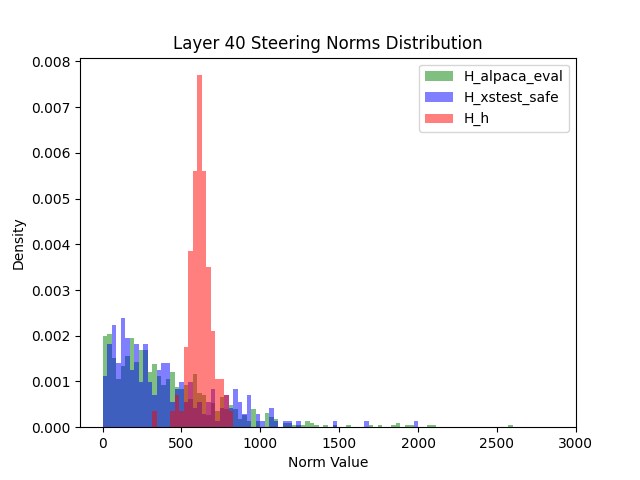 Layer 40 Steering Norms Distribution
H_alpaca_eval
H_xstest_safe
H_h
0.008
0.007
0.006
0.005
0.004
0.003
0.002
0.001
0.000
Density
0
500
1000
1500
2000
2500
3000
Norm Value